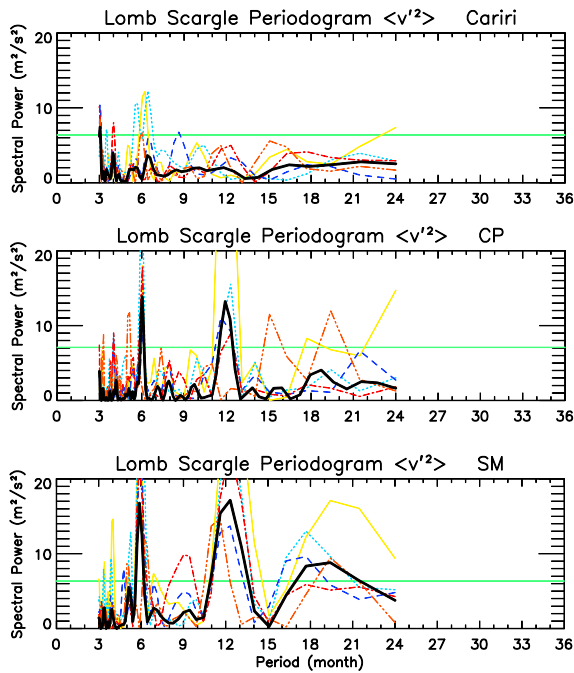 Lomb Scargle Periodogram <v'²> Cariri
20
10
0
Spectral Power (m²/s²)
0 3 6 9 12 15 18 21 24 27 30 33 36
Lomb Scargle Periodogram <v'²> CP
20
10
0
Spectral Power (m²/s²)
0 3 6 9 12 15 18 21 24 27 30 33 36
Lomb Scargle Periodogram <v'²> SM
20
10
0
Spectral Power (m²/s²)
0 3 6 9 12 15 18 21 24 27 30 33 36
Period (month)